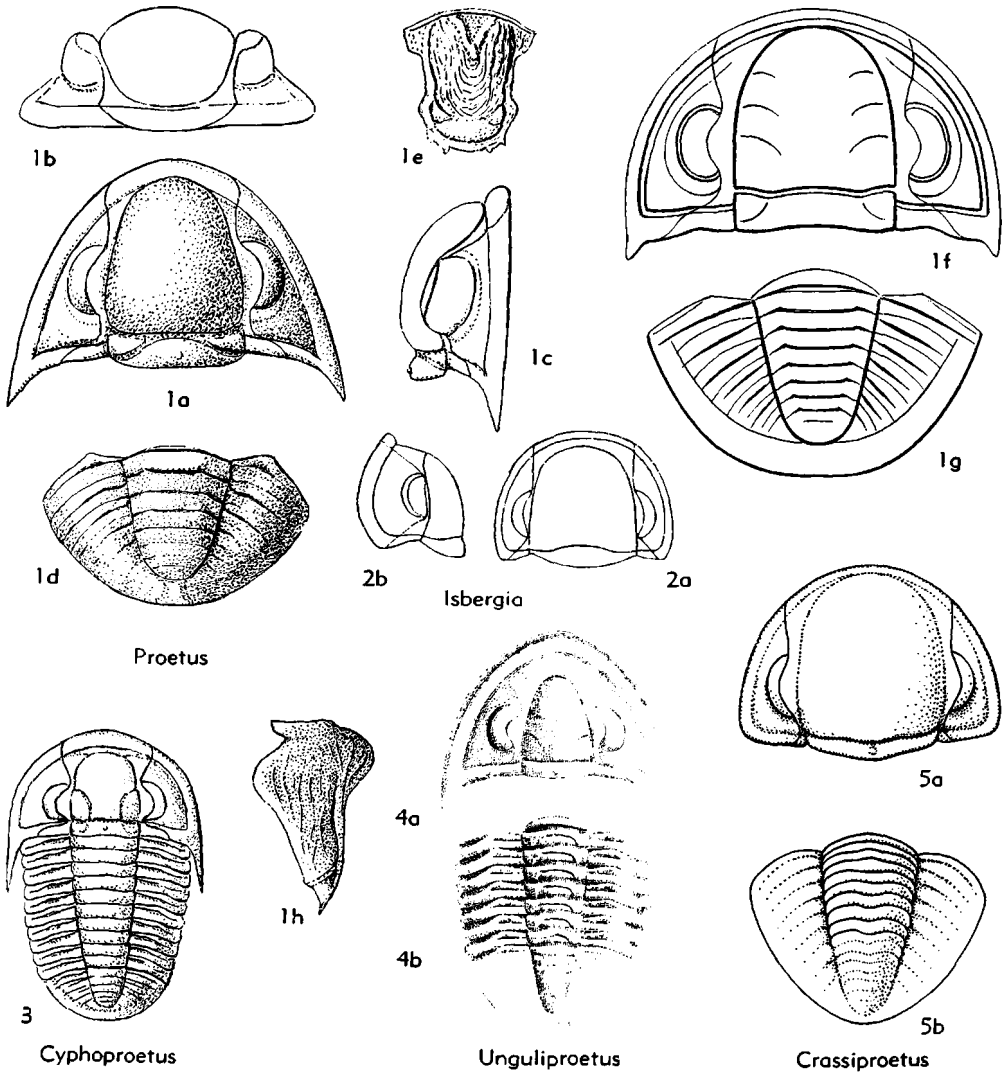 1b
1e
1f
1a
1c
1g
1d
2b
2a
Isbergia
Proetus
5a
4a
1h
4b
3
5b
Cyphoproetus
Unguliproetus
Crassiproetus